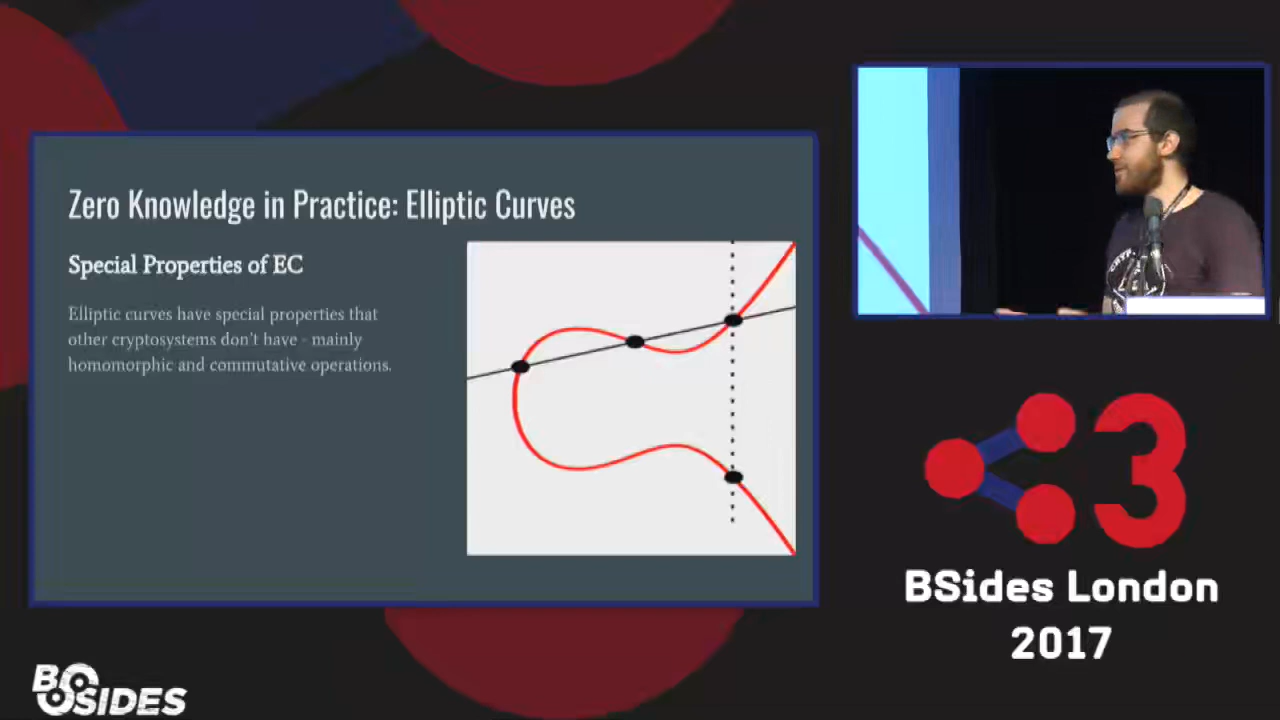 Zero Knowledge in Practice: Elliptic Curves
Special Properties of EC
Elliptic curves have special properties that
other cryptosystems don't have - mainly
homomorphic and commutative operations.
3
BSides London
2017
BSIDES